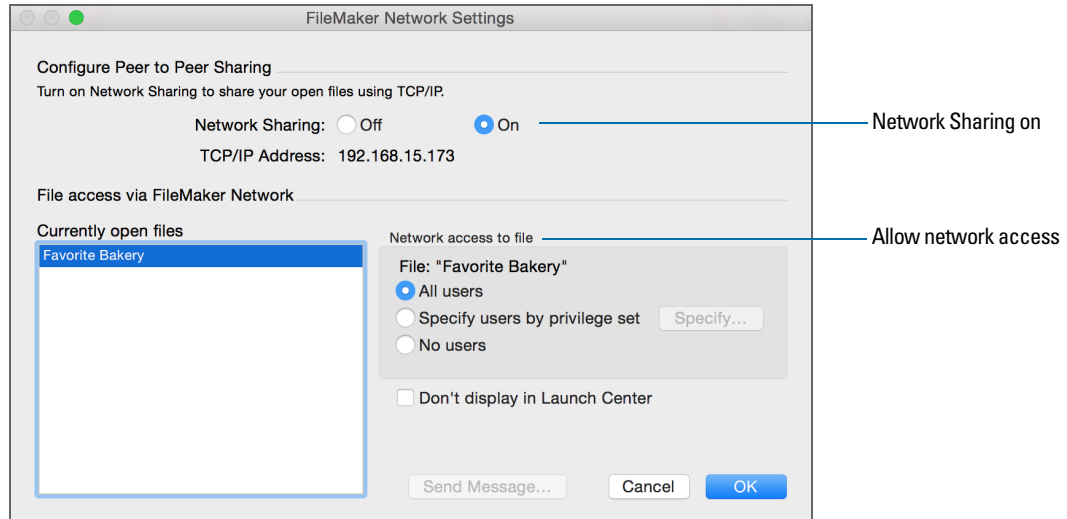 FileMaker Network Settings
Configure Peer to Peer Sharing
Turn on Network Sharing to share your open files using TCP/IP.
Network Sharing: Off On
Network Sharing on
TCP/IP Address: 192.168.15.173
File access via FileMaker Network
Currently open files
Favorite Bakery
Network access to file
Allow network access
File: "Favorite Bakery"
All users
Specify users by privilege set Specify...
No users
Don't display in Launch Center
Send Message... Cancel OK